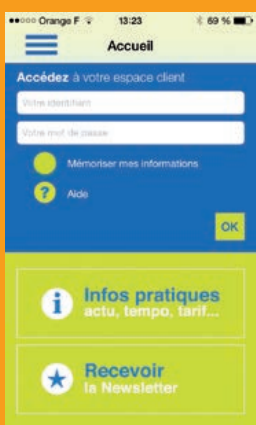 Orange F 13:23 69 %
Accueil
Accédez à votre espace client
Votre identifiant
Votre mot de passe
Mémoriser mes informations
? Aide
OK
i Infos pratiques
actu, tempo, tarif...
Recevoir
la Newsletter